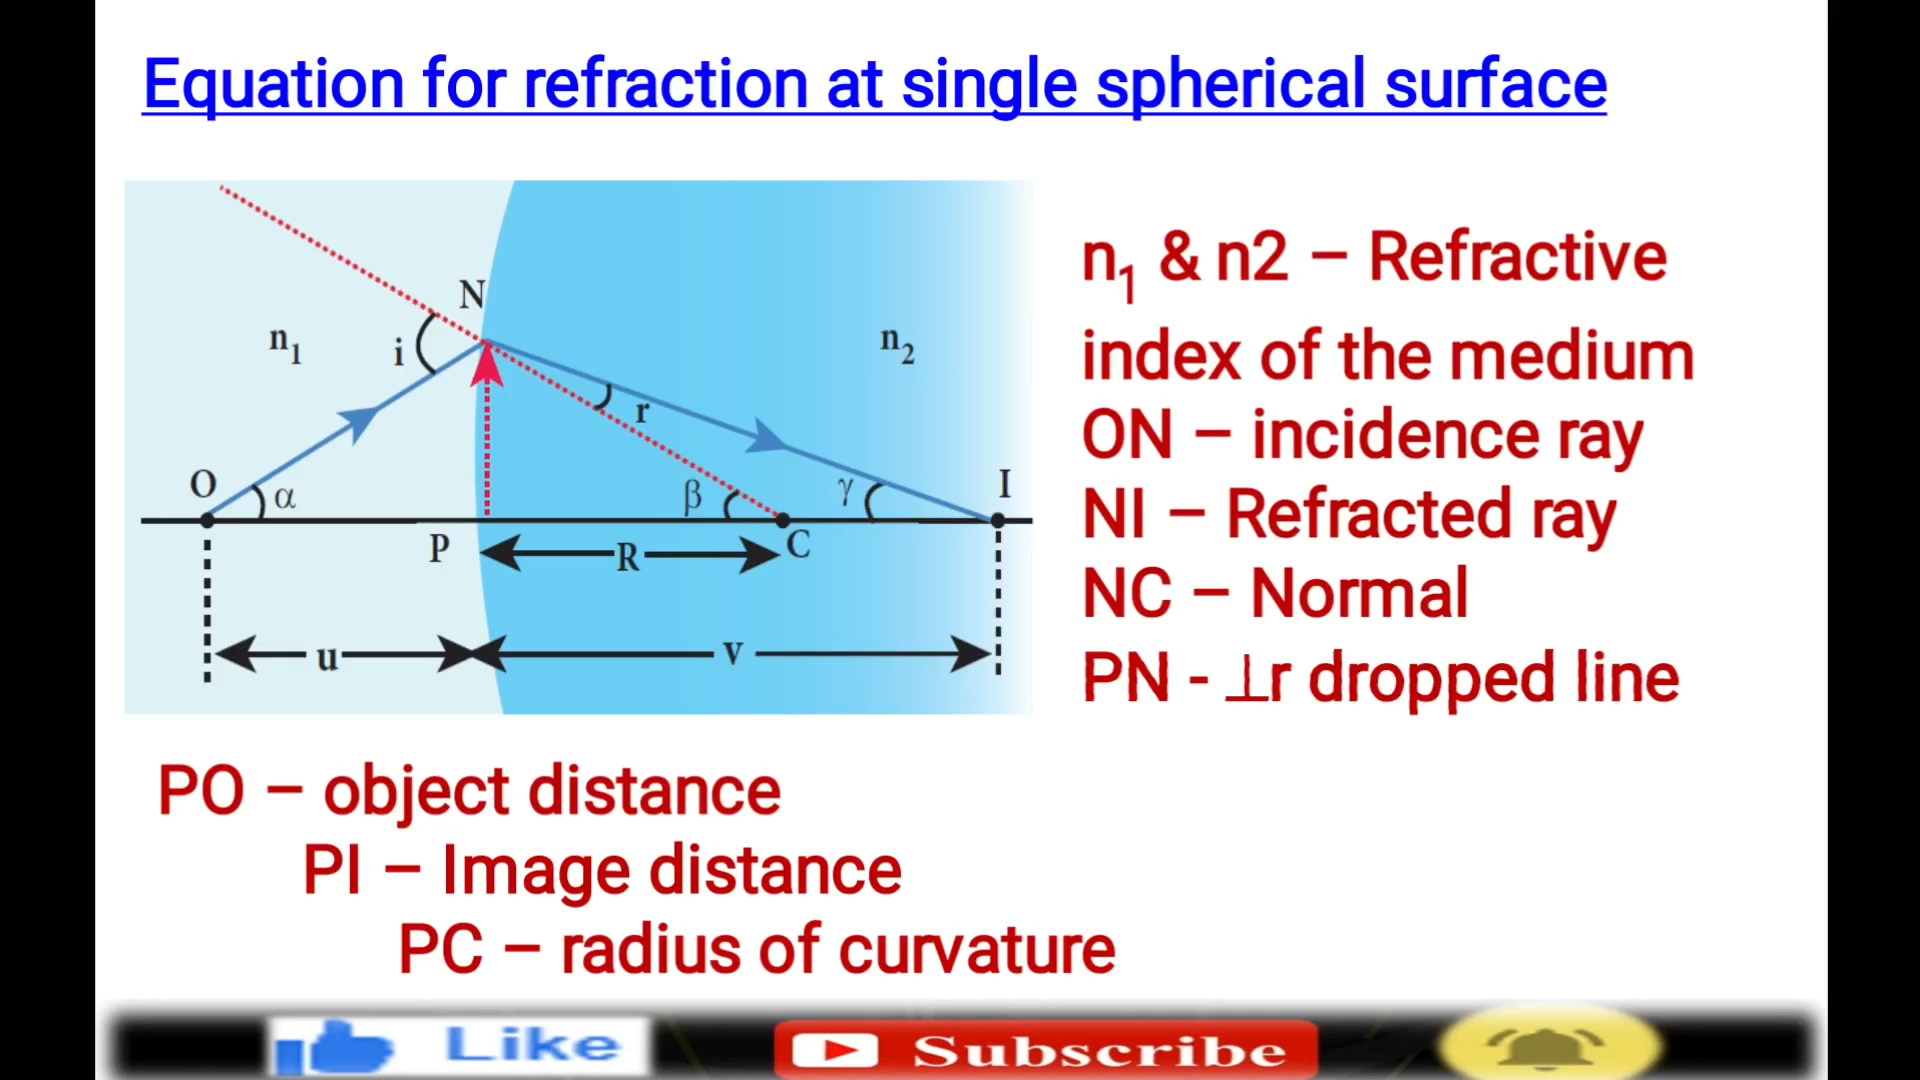 Equation for refraction at single spherical surface
N
n₁
i
n₂
r
O
α
β
γ
I
P
R
C
u
v
n₁ & n2 – Refractive
index of the medium
ON – incidence ray
NI – Refracted ray
NC – Normal
PN - ⊥r dropped line
PO – object distance
PI – Image distance
PC – radius of curvature
Like
Subscribe